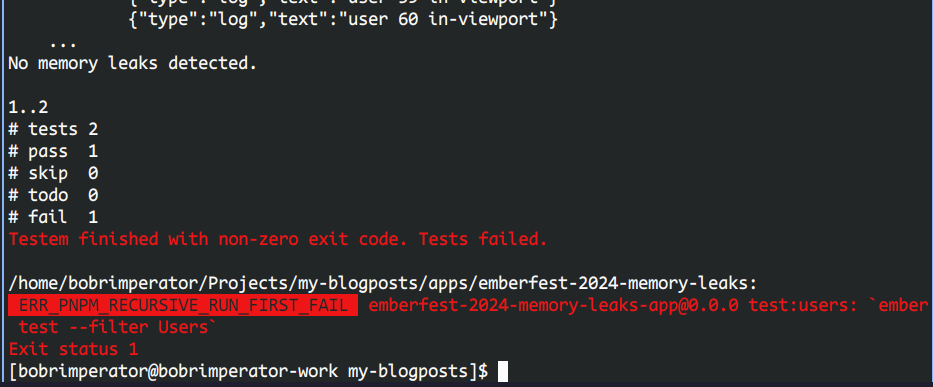 {"type":"log","text":"user 59 in-viewport"}
{"type":"log","text":"user 60 in-viewport"}
...
No memory leaks detected.
1..2
# tests 2
# pass  1
# skip  0
# todo  0
# fail  1
Testem finished with non-zero exit code. Tests failed.
/home/bobrimperator/Projects/my-blogposts/apps/emberfest-2024-memory-leaks:
ERR_PNPM_RECURSIVE_RUN_FIRST_FAIL  emberfest-2024-memory-leaks-app@0.0.0 test:users: `ember
test --filter Users`
Exit status 1
[bobrimperator@bobrimperator-work my-blogposts]$